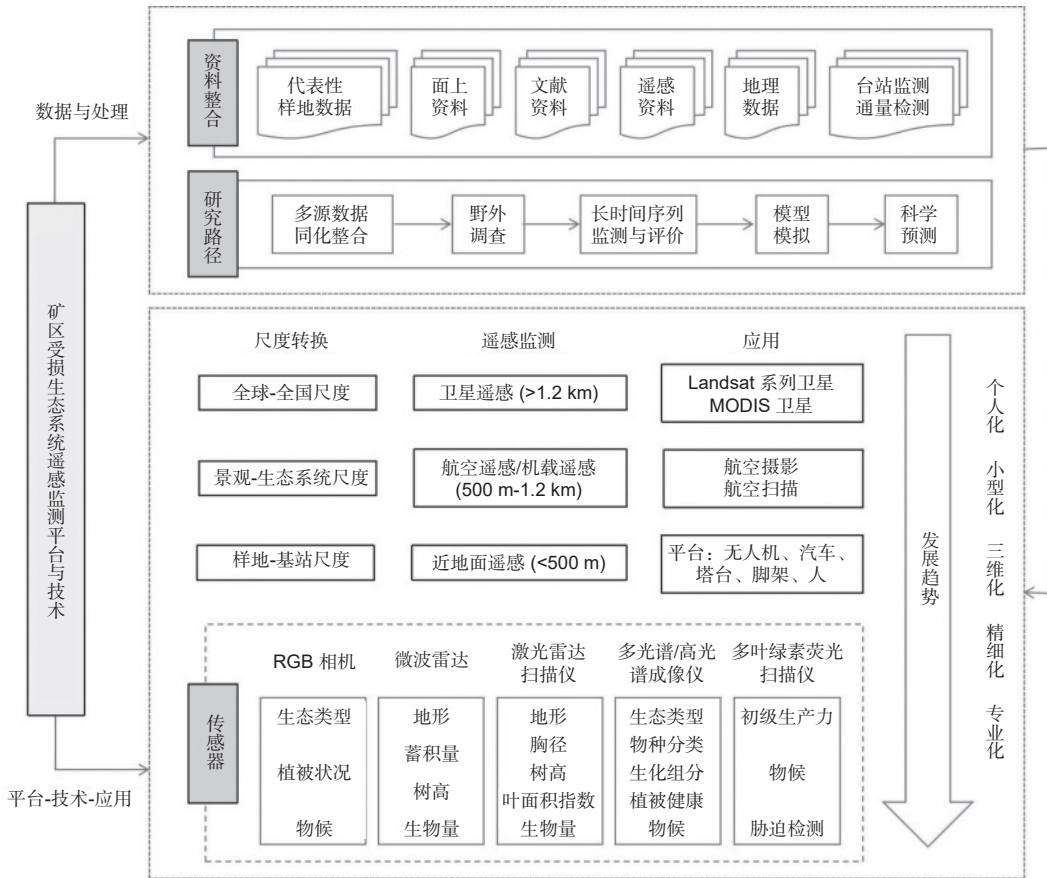 数据与处理
资料整合
代表性
样地数据
面上
资料
文献
资料
遥感
资料
地理
数据
台站监测
通量检测
研究路径
多源数据
同化整合
野外
调查
长时间序列
监测与评价
模型
模拟
科学
预测
矿区受损生态系统遥感监测平台与技术
平台-技术-应用
尺度转换
遥感监测
应用
全球-全国尺度
卫星遥感 (>1.2 km)
Landsat 系列卫星
MODIS 卫星
景观-生态系统尺度
航空遥感/机载遥感
(500 m-1.2 km)
航空摄影
航空扫描
样地-基站尺度
近地面遥感 (<500 m)
平台：无人机、汽车、
塔台、脚架、人
发展趋势
个人化
小型化
三维化
精细化
专业化
传感器
RGB 相机
生态类型
植被状况
物候
微波雷达
地形
蓄积量
树高
生物量
激光雷达
扫描仪
地形
胸径
树高
叶面积指数
生物量
多光谱/高光
谱成像仪
生态类型
物种分类
生化组分
植被健康
物候
多叶绿素荧光
扫描仪
初级生产力
物候
胁迫检测